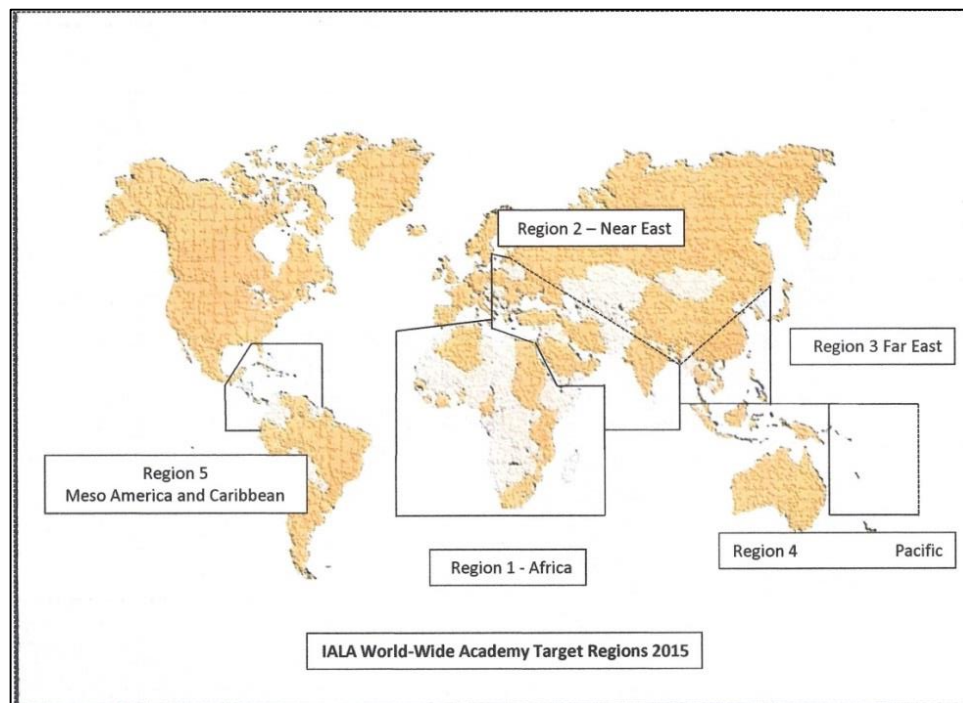 Region 2 – Near East
Region 3 Far East
Region 5
Meso America and Caribbean
Region 4 Pacific
Region 1 - Africa
IALA World-Wide Academy Target Regions 2015